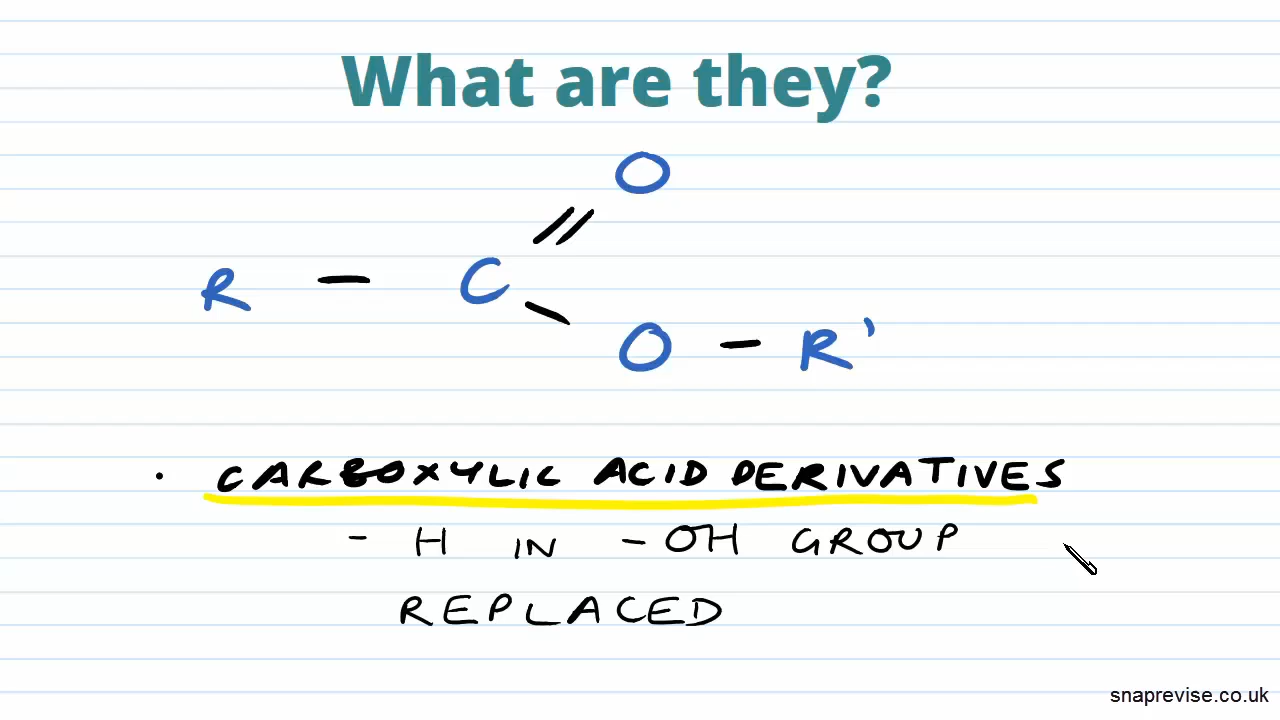 What are they?
O
R - C
O - R'
· CARBOXYLIC ACID DERIVATIVES
- H IN -OH GROUP
REPLACED
snaprevise.co.uk